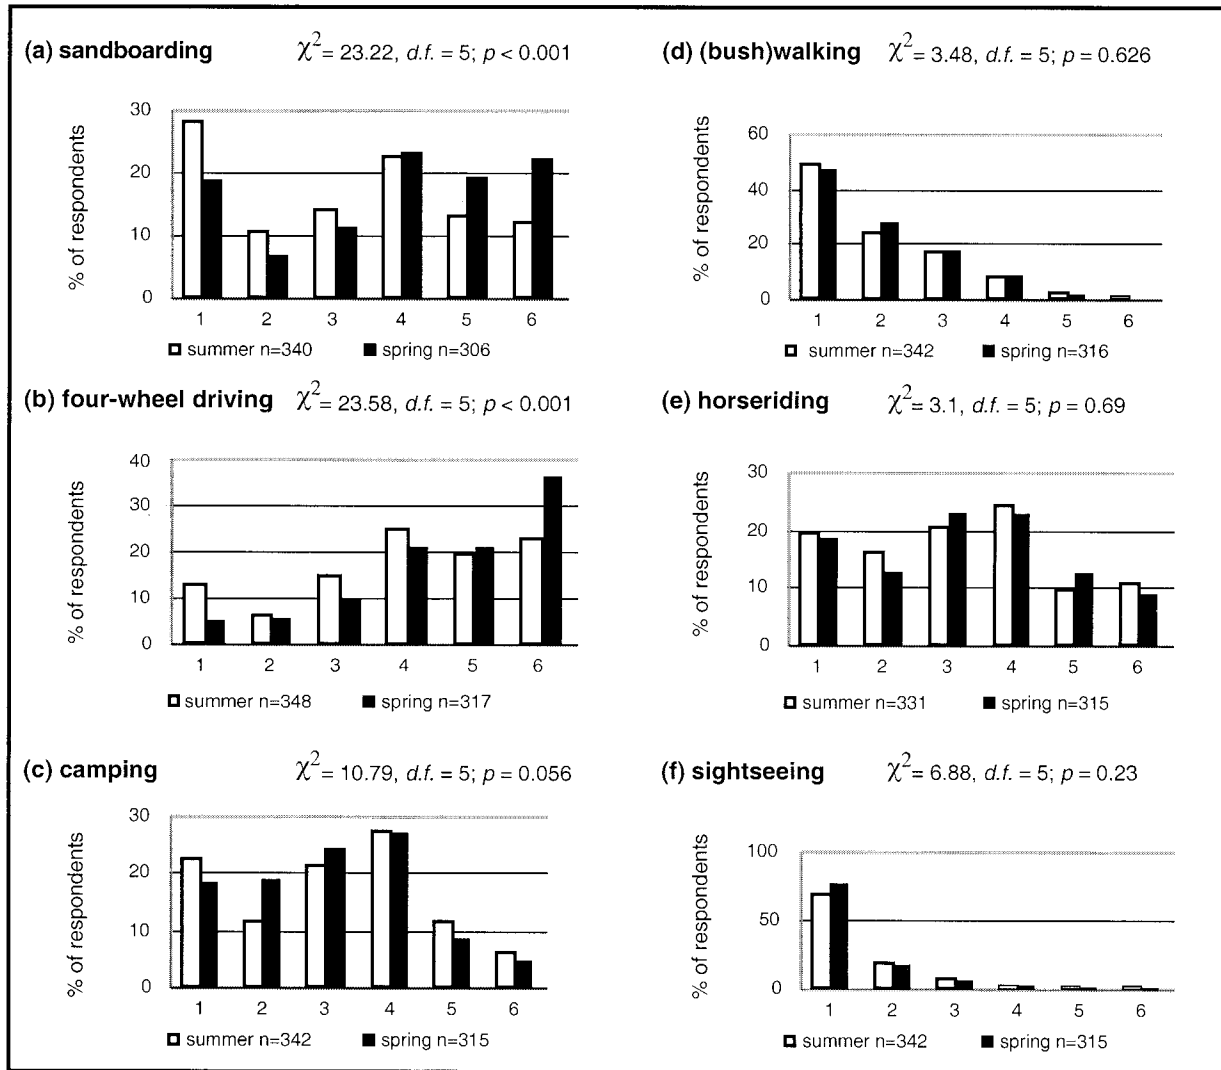 (a) sandboarding χ² = 23.22, d.f. = 5; p < 0.001
% of respondents
30
20
10
0
1 2 3 4 5 6
summer n=340 spring n=306
(b) four-wheel driving χ² = 23.58, d.f. = 5; p < 0.001
% of respondents
40
30
20
10
0
1 2 3 4 5 6
summer n=348 spring n=317
(c) camping χ² = 10.79, d.f. = 5; p = 0.056
% of respondents
30
20
10
0
1 2 3 4 5 6
summer n=342 spring n=315
(d) (bush)walking χ² = 3.48, d.f. = 5; p = 0.626
% of respondents
60
40
20
0
1 2 3 4 5 6
summer n=342 spring n=316
(e) horseriding χ² = 3.1, d.f. = 5; p = 0.69
% of respondents
30
20
10
0
1 2 3 4 5 6
summer n=331 spring n=315
(f) sightseeing χ² = 6.88, d.f. = 5; p = 0.23
% of respondents
100
50
0
1 2 3 4 5 6
summer n=342 spring n=315